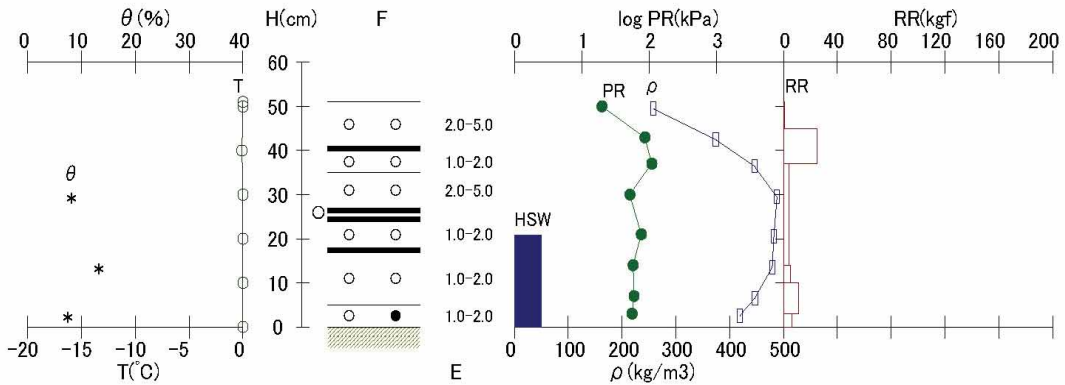 θ (%) H(cm) F log PR(kPa) RR(kgf)
0 10 20 30 40 0 1 2 3 0 40 80 120 160 200
60
T PR ρ RR
50
2.0-5.0
40
1.0-2.0
θ
30 2.0-5.0
HSW
20 1.0-2.0
10 1.0-2.0
0 1.0-2.0
-20 -15 -10 -5 0 0 100 200 300 400 500
T(°C) E ρ (kg/m3)